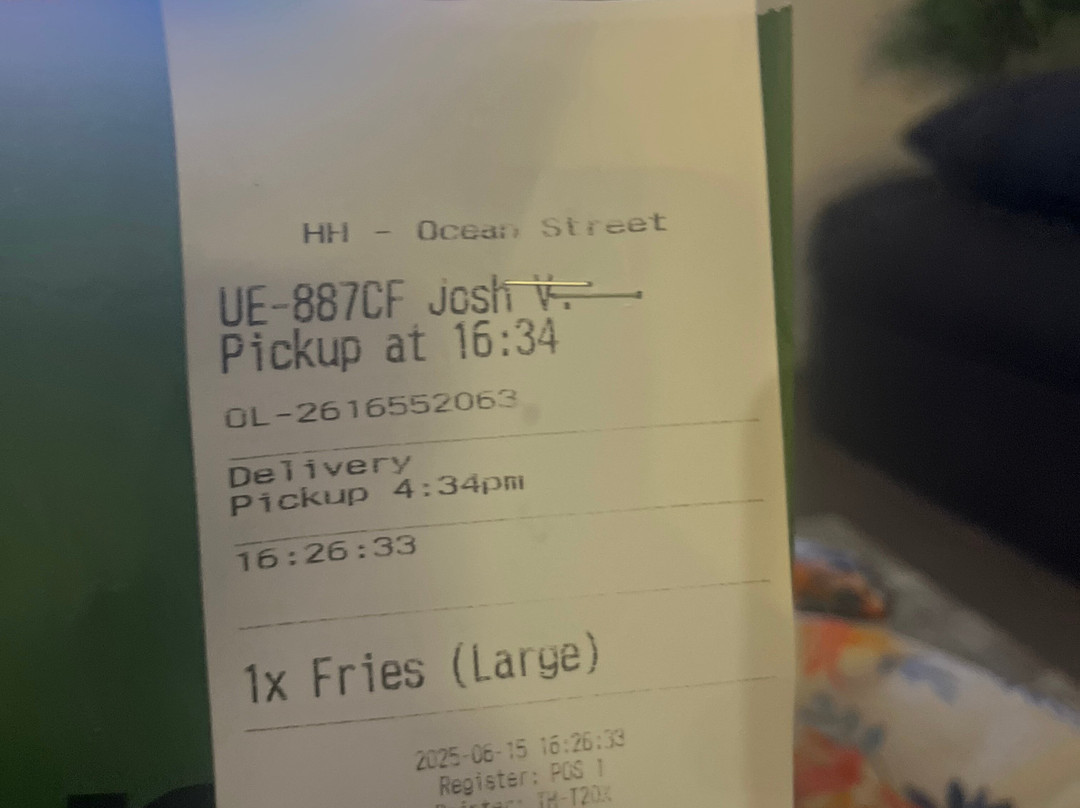 HH - Ocean Street
UE-887CF Josh V.
Pickup at 16:34
OL-2616552063
Delivery
Pickup 4:34pm
16:26:33
1x Fries (Large)
2025-06-15 16:26:33
Register: POS 1